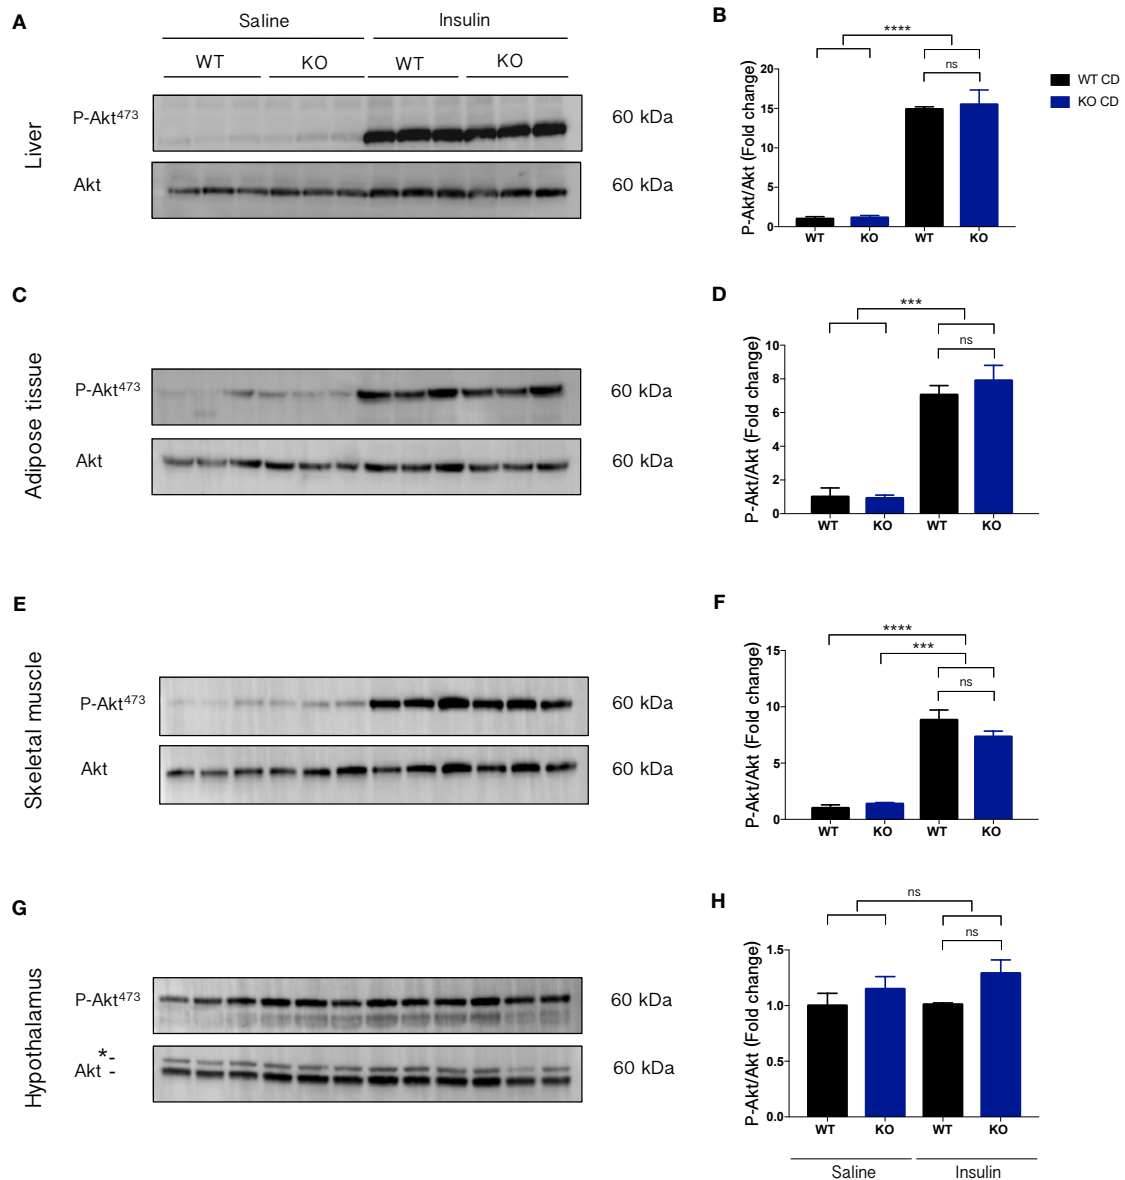 A
Saline
Insulin
WT
KO
WT
KO
Liver
P-Akt473
60 kDa
Akt
60 kDa
B
****
ns
WT CD
KO CD
P-Akt/Akt (Fold change)
20
15
10
5
0
WT
KO
WT
KO
C
Adipose tissue
P-Akt473
60 kDa
Akt
60 kDa
D
***
ns
P-Akt/Akt (Fold change)
10
8
6
4
2
0
WT
KO
WT
KO
E
Skeletal muscle
P-Akt473
60 kDa
Akt
60 kDa
F
****
***
ns
P-Akt/Akt (Fold change)
15
10
5
0
WT
KO
WT
KO
G
Hypothalamus
P-Akt473
60 kDa
*-
Akt -
60 kDa
H
ns
ns
P-Akt/Akt (Fold change)
1.5
1.0
0.5
0.0
WT
KO
WT
KO
Saline
Insulin